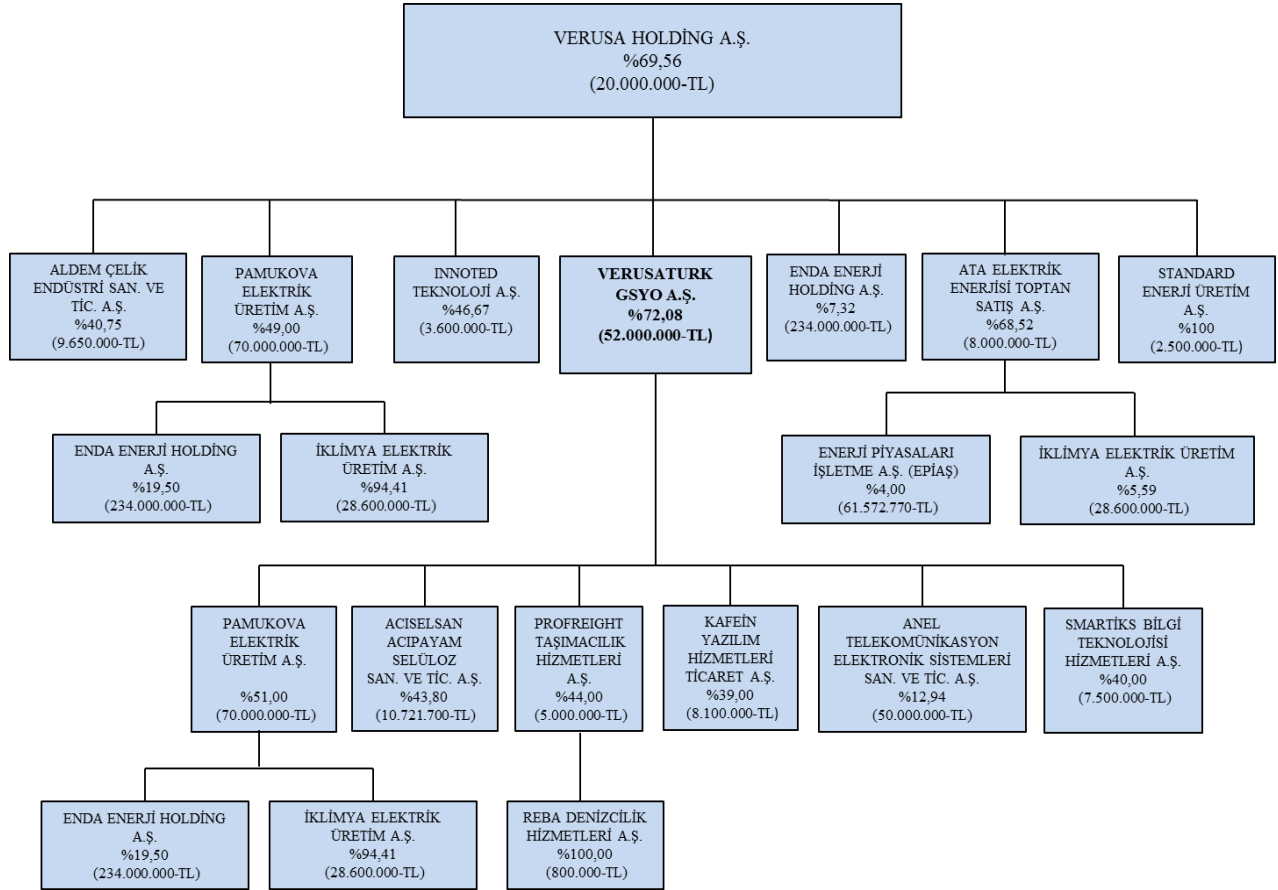 VERUSA HOLDİNG A.Ş.
%69,56
(20.000.000-TL)
ALDEM ÇELİK
ENDÜSTRİ SAN. VE
TİC. A.Ş.
%40,75
(9.650.000-TL)
PAMUKOVA
ELEKTRİK
ÜRETİM A.Ş.
%49,00
(70.000.000-TL)
INNOTED
TEKNOLOJİ A.Ş.
%46,67
(3.600.000-TL)
VERUSATURK
GSYO A.Ş.
%72,08
(52.000.000-TL)
ENDA ENERJİ
HOLDİNG A.Ş.
%7,32
(234.000.000-TL)
ATA ELEKTRİK
ENERJİSİ TOPTAN
SATIŞ A.Ş.
%68,52
(8.000.000-TL)
STANDARD
ENERJİ ÜRETİM
A.Ş.
%100
(2.500.000-TL)
ENDA ENERJİ HOLDİNG
A.Ş.
%19,50
(234.000.000-TL)
İKLİMYA ELEKTRİK
ÜRETİM A.Ş.
%94,41
(28.600.000-TL)
ENERJİ PİYASALARI
İŞLETME A.Ş. (EPİAŞ)
%4,00
(61.572.770-TL)
İKLİMYA ELEKTRİK ÜRETİM
A.Ş.
%5,59
(28.600.000-TL)
PAMUKOVA
ELEKTRİK
ÜRETİM A.Ş.
%51,00
(70.000.000-TL)
ACISELSAN
ACIPAYAM
SELÜLOZ
SAN. VE TİC. A.Ş.
%43,80
(10.721.700-TL)
PROFREIGHT
TAŞIMACILIK
HİZMETLERİ
A.Ş.
%44,00
(5.000.000-TL)
KAFEİN
YAZILIM
HİZMETLERİ
TİCARET A.Ş.
%39,00
(8.100.000-TL)
ANEL
TELEKOMÜNİKASYON
ELEKTRONİK SİSTEMLERİ
SAN. VE TİC. A.Ş.
%12,94
(50.000.000-TL)
SMARTİKS BİLGİ
TEKNOLOJİSİ
HİZMETLERİ A.Ş.
%40,00
(7.500.000-TL)
ENDA ENERJİ HOLDİNG
A.Ş.
%19,50
(234.000.000-TL)
İKLİMYA ELEKTRİK
ÜRETİM A.Ş.
%94,41
(28.600.000-TL)
REBA DENİZCİLİK
HİZMETLERİ A.Ş.
%100,00
(800.000-TL)